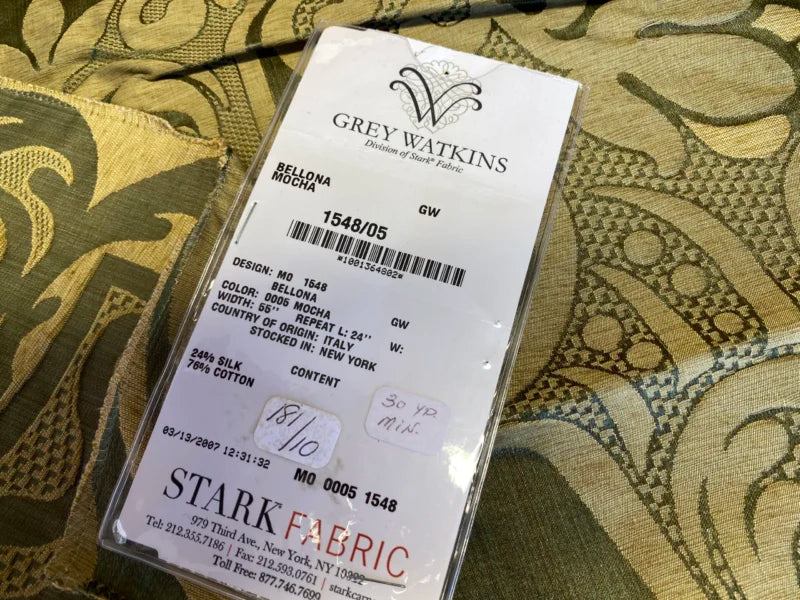 GREY WATKINS
Division of Stark® Fabric
BELLONA
MOCHA
GW
1548/05
*1001364802*
DESIGN: MO 1548
BELLONA
COLOR: 0005 MOCHA GW
WIDTH: 55" REPEAT L: 24" W:
COUNTRY OF ORIGIN: ITALY
STOCKED IN: NEW YORK
CONTENT
24% SILK
76% COTTON
181/10
30 YD.
MIN.
03/13/2007 12:31:32
MO 0005 1548
STARK FABRIC
979 Third Ave, New York, NY
Tel: 212.355.7186 | Fax: 212.593.0761 |
Toll Free: 877.746.7699